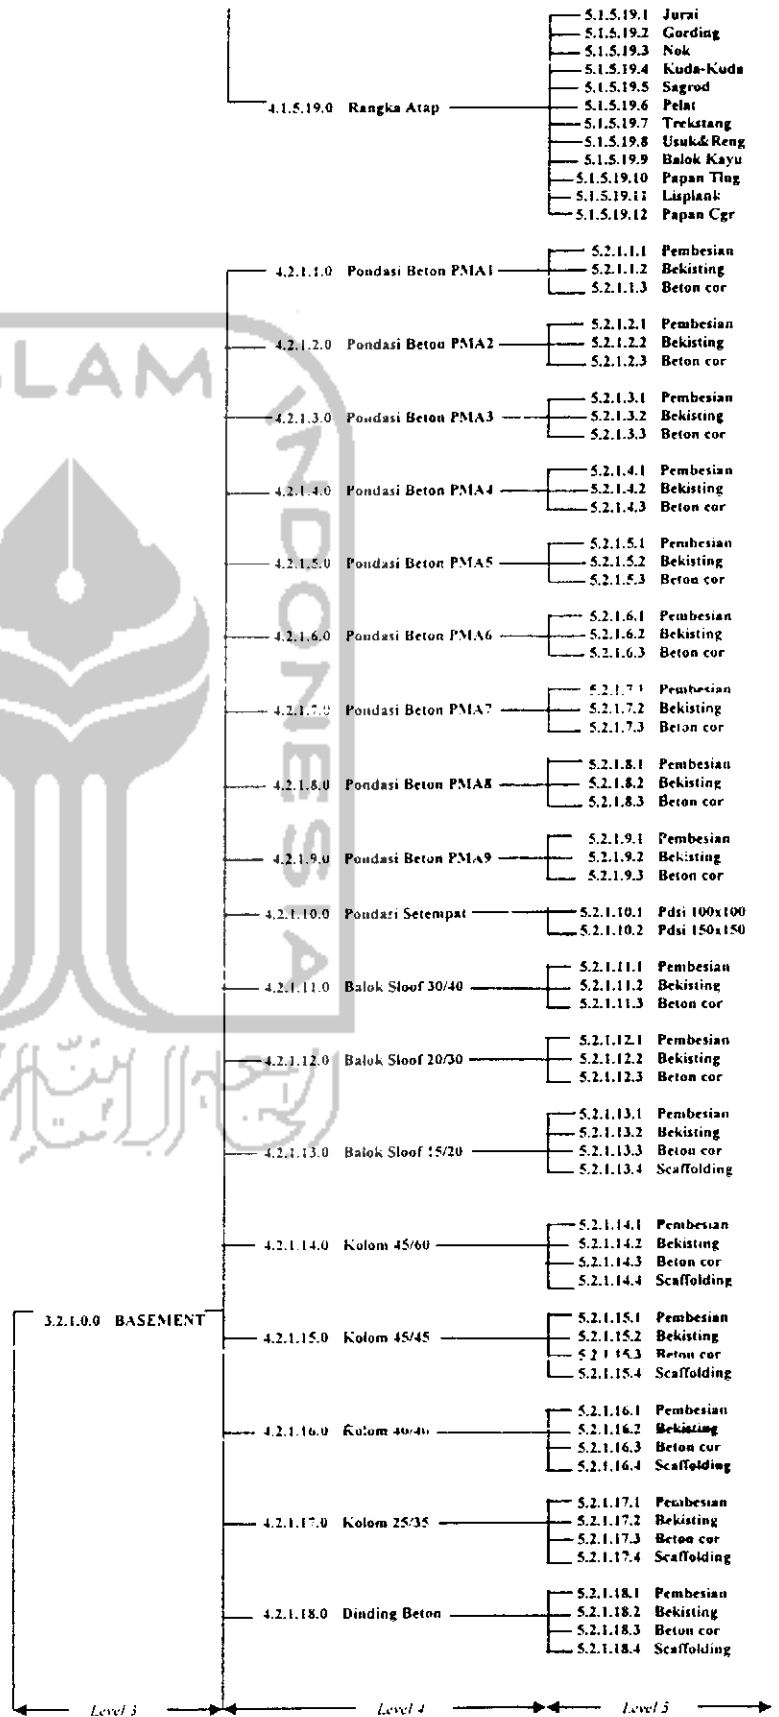 5.1.5.19.1 Jurai
5.1.5.19.2 Gording
5.1.5.19.3 Nok
5.1.5.19.4 Kuda-Kuda
5.1.5.19.5 Sagrod
4.1.5.19.0 Rangka Atap
5.1.5.19.6 Pelat
5.1.5.19.7 Trekstang
5.1.5.19.8 Usuk&Reng
5.1.5.19.9 Balok Kayu
5.1.5.19.10 Papan Tlng
5.1.5.19.11 Lisplank
5.1.5.19.12 Papan Cgr
4.2.1.1.0 Pondasi Beton PMA1
5.2.1.1.1 Pembesian
5.2.1.1.2 Bekisting
5.2.1.1.3 Beton cor
4.2.1.2.0 Pondasi Beton PMA2
5.2.1.2.1 Pembesian
5.2.1.2.2 Bekisting
5.2.1.2.3 Beton cor
4.2.1.3.0 Pondasi Beton PMA3
5.2.1.3.1 Pembesian
5.2.1.3.2 Bekisting
5.2.1.3.3 Beton cor
4.2.1.4.0 Pondasi Beton PMA4
5.2.1.4.1 Pembesian
5.2.1.4.2 Bekisting
5.2.1.4.3 Beton cor
4.2.1.5.0 Pondasi Beton PMA5
5.2.1.5.1 Pembesian
5.2.1.5.2 Bekisting
5.2.1.5.3 Beton cor
4.2.1.6.0 Pondasi Beton PMA6
5.2.1.6.1 Pembesian
5.2.1.6.2 Bekisting
5.2.1.6.3 Beton cor
4.2.1.7.0 Pondasi Beton PMA7
5.2.1.7.1 Pembesian
5.2.1.7.2 Bekisting
5.2.1.7.3 Beton cor
4.2.1.8.0 Pondasi Beton PMA8
5.2.1.8.1 Pembesian
5.2.1.8.2 Bekisting
5.2.1.8.3 Beton cor
4.2.1.9.0 Pondasi Beton PMA9
5.2.1.9.1 Pembesian
5.2.1.9.2 Bekisting
5.2.1.9.3 Beton cor
4.2.1.10.0 Pondasi Setempat
5.2.1.10.1 Pdsi 100x100
5.2.1.10.2 Pdsi 150x150
4.2.1.11.0 Balok Sloof 30/40
5.2.1.11.1 Pembesian
5.2.1.11.2 Bekisting
5.2.1.11.3 Beton cor
4.2.1.12.0 Balok Sloof 20/30
5.2.1.12.1 Pembesian
5.2.1.12.2 Bekisting
5.2.1.12.3 Beton cor
4.2.1.13.0 Balok Sloof 15/20
5.2.1.13.1 Pembesian
5.2.1.13.2 Bekisting
5.2.1.13.3 Beton cor
5.2.1.13.4 Scaffolding
4.2.1.14.0 Kolom 45/60
5.2.1.14.1 Pembesian
5.2.1.14.2 Bekisting
5.2.1.14.3 Beton cor
5.2.1.14.4 Scaffolding
3.2.1.0.0 BASEMENT
4.2.1.15.0 Kolom 45/45
5.2.1.15.1 Pembesian
5.2.1.15.2 Bekisting
5.2.1.15.3 Beton cor
5.2.1.15.4 Scaffolding
4.2.1.16.0 Kolom 40/40
5.2.1.16.1 Pembesian
5.2.1.16.2 Bekisting
5.2.1.16.3 Beton cor
5.2.1.16.4 Scaffolding
4.2.1.17.0 Kolom 25/35
5.2.1.17.1 Pembesian
5.2.1.17.2 Bekisting
5.2.1.17.3 Beton cor
5.2.1.17.4 Scaffolding
4.2.1.18.0 Dinding Beton
5.2.1.18.1 Pembesian
5.2.1.18.2 Bekisting
5.2.1.18.3 Beton cor
5.2.1.18.4 Scaffolding
Level 3
Level 4
Level 5
SLAM
INDONESIA